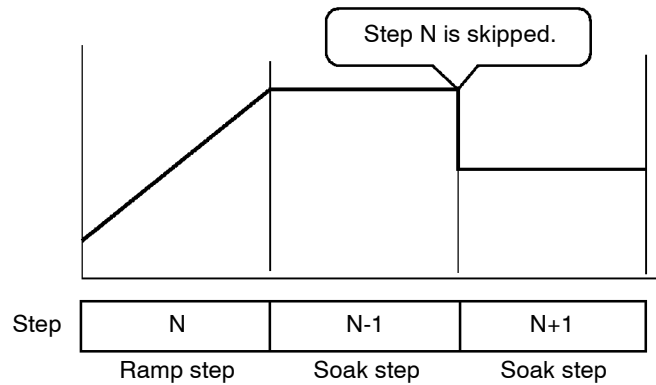 Step N is skipped.
Step N N-1 N+1
Ramp step Soak step Soak step